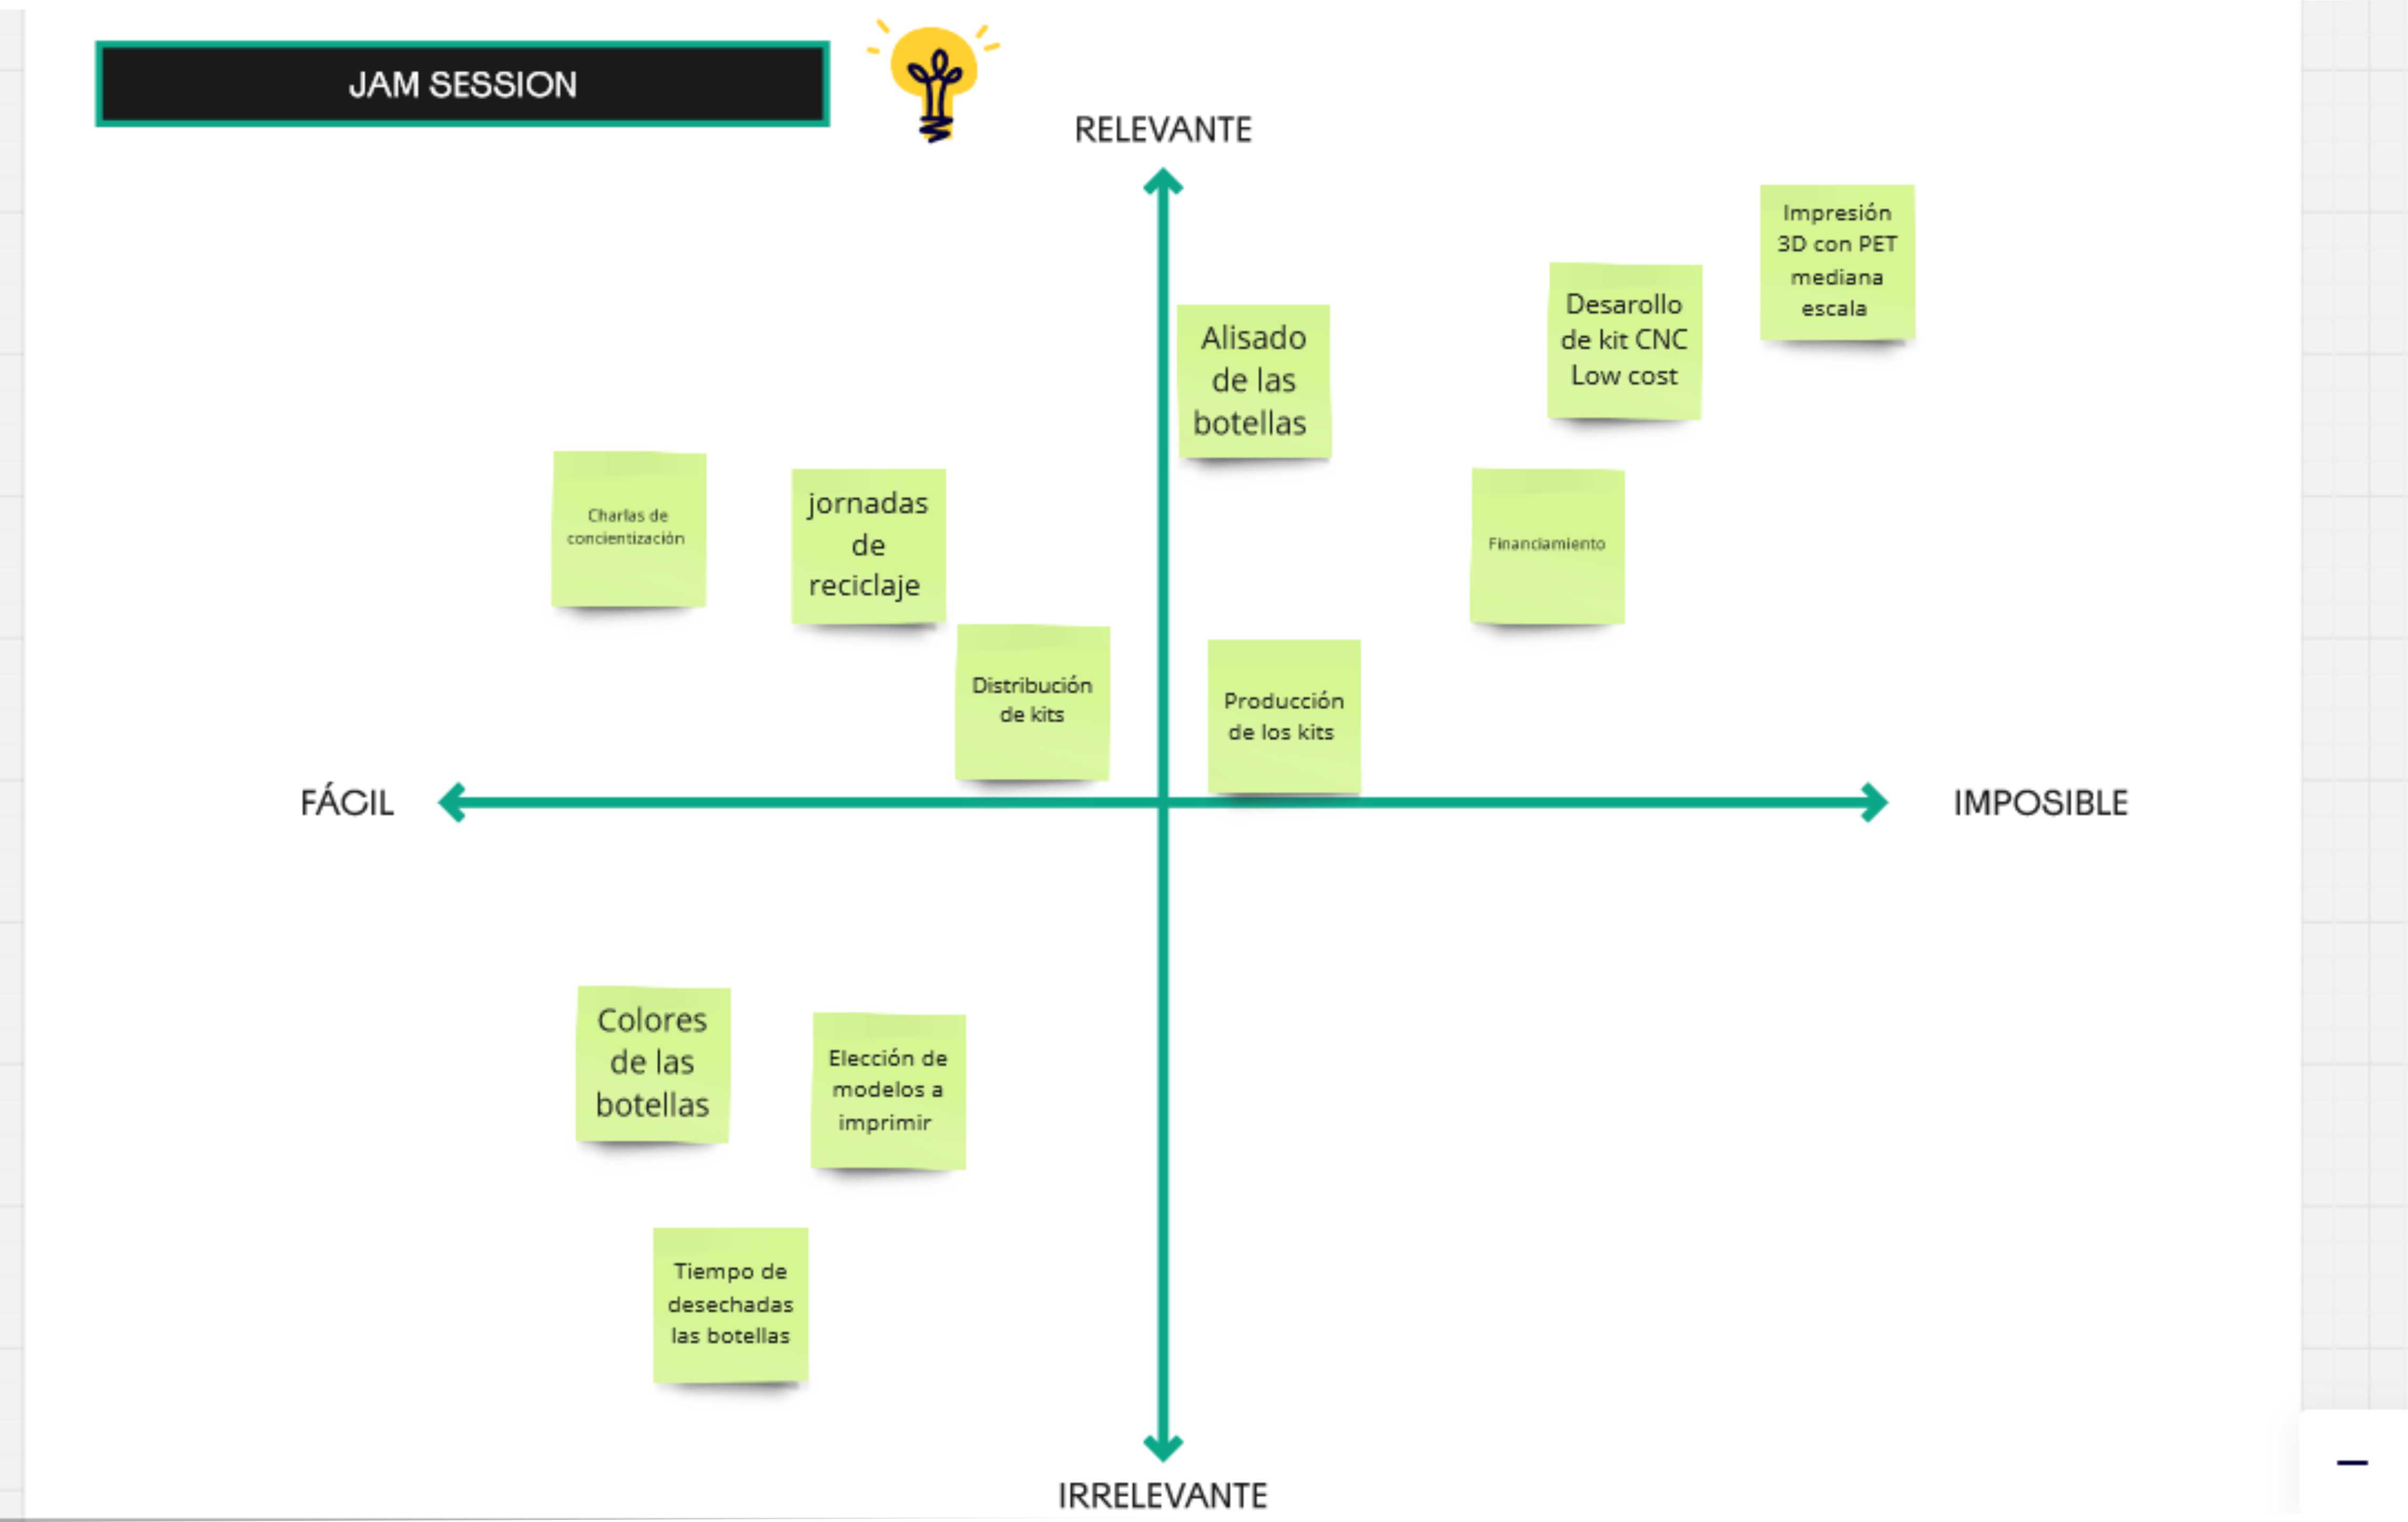 JAM SESSION
RELEVANTE
Impresión
3D con PET
mediana
escala
Desarollo
de kit CNC
Low cost
Alisado
de las
botellas
Charlas de
concientización
jornadas
de
reciclaje
Financiamiento
Distribución
de kits
Producción
de los kits
FÁCIL
IMPOSIBLE
Colores
de las
botellas
Elección de
modelos a
imprimir
Tiempo de
desechadas
las botellas
IRRELEVANTE